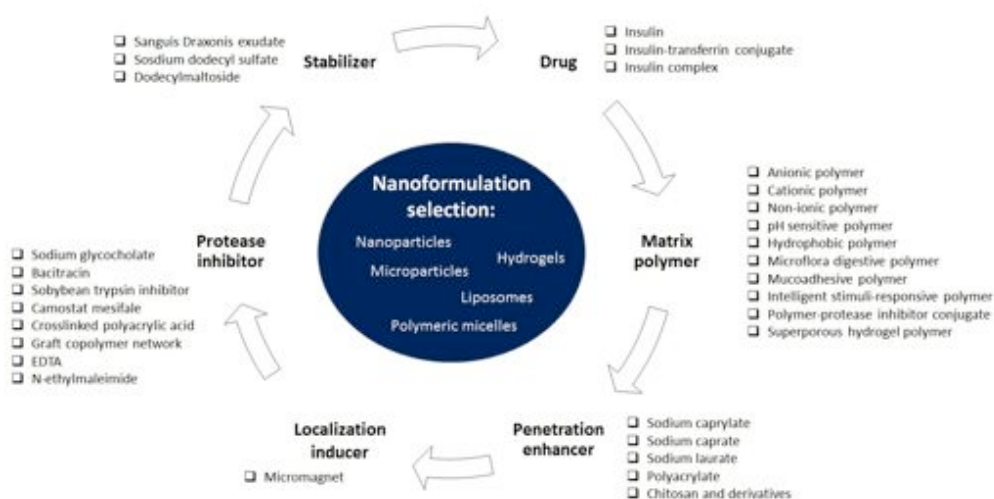 Stabilizer
❑ Sanguis Draxonis exudate
❑ Sosdium dodecyl sulfate
❑ Dodecylmaltoside
Drug
❑ Insulin
❑ Insulin-transferrin conjugate
❑ Insulin complex
Matrix
polymer
❑ Anionic polymer
❑ Cationic polymer
❑ Non-ionic polymer
❑ pH sensitive polymer
❑ Hydrophobic polymer
❑ Microflora digestive polymer
❑ Mucoadhesive polymer
❑ Intelligent stimuli-responsive polymer
❑ Polymer-protease inhibitor conjugate
❑ Superporous hydrogel polymer
Penetration
enhancer
❑ Sodium caprylate
❑ Sodium caprate
❑ Sodium laurate
❑ Polyacrylate
❑ Chitosan and derivatives
Localization
inducer
❑ Micromagnet
Protease
inhibitor
❑ Sodium glycocholate
❑ Bacitracin
❑ Sobybean trypsin inhibitor
❑ Camostat mesifale
❑ Crosslinked polyacrylic acid
❑ Graft copolymer network
❑ EDTA
❑ N-ethylmaleimide
Nanoformulation
selection:
Nanoparticles
Hydrogels
Microparticles
Liposomes
Polymeric micelles